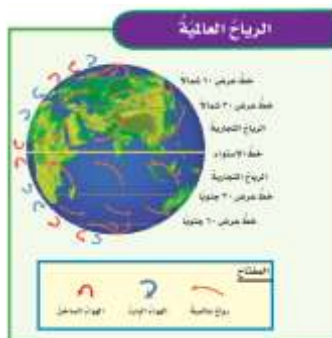 الرياح العالمية
خط عرض ٦٠ شمالا
خط عرض ٣٠ شمالا
الرياح التجارية
خط الاستواء
الرياح التجارية
خط عرض ٣٠ جنوبا
خط عرض ٦٠ جنوبا
المفتاح
رياح عالمية
الهواء البارد
الهواء الساخن